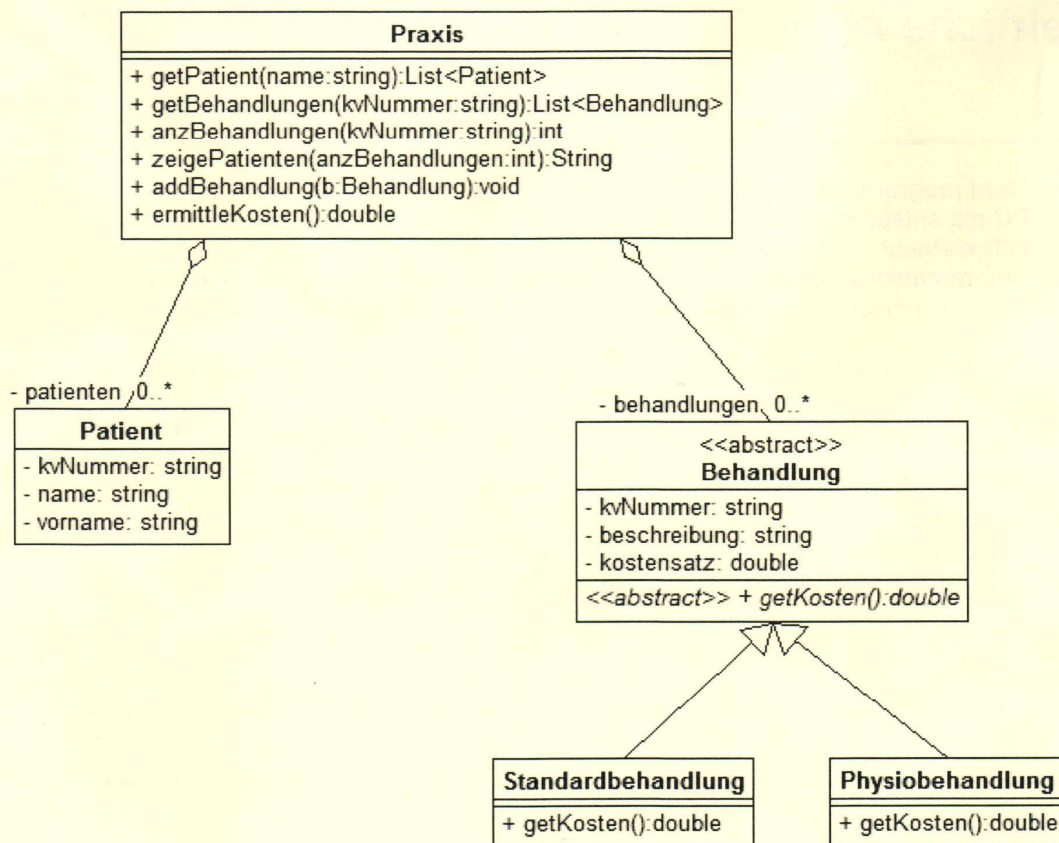 Praxis
+ getPatient(name:string):List<Patient>
+ getBehandlungen(kvNummer:string):List<Behandlung>
+ anzBehandlungen(kvNummer:string):int
+ zeigePatienten(anzBehandlungen:int):String
+ addBehandlung(b:Behandlung):void
+ ermittleKosten():double
- patienten 0..*
- behandlungen 0..*
Patient
- kvNummer: string
- name: string
- vorname: string
<<abstract>>
Behandlung
- kvNummer: string
- beschreibung: string
- kostensatz: double
<<abstract>> + getKosten():double
Standardbehandlung
+ getKosten():double
Physiobehandlung
+ getKosten():double